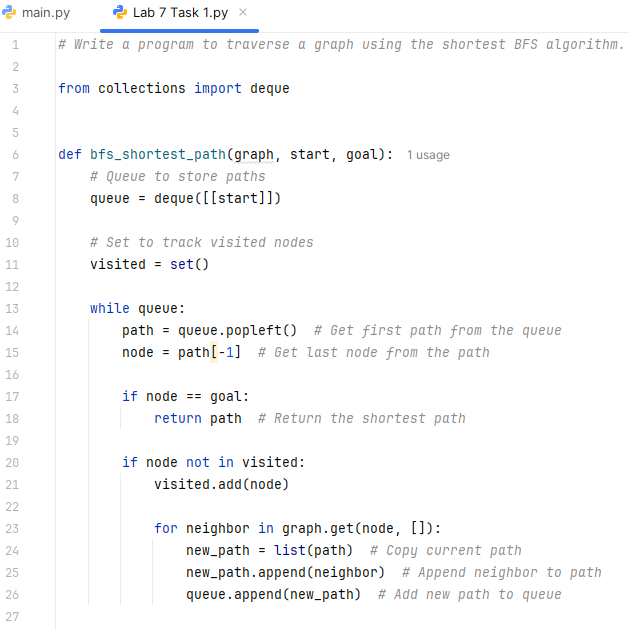 main.py Lab 7 Task 1.py
1 # Write a program to traverse a graph using the shortest BFS algorithm.
2
3 from collections import deque
4
5
6 def bfs_shortest_path(graph, start, goal): 1 usage
7     # Queue to store paths
8     queue = deque([[start]])
9
10     # Set to track visited nodes
11     visited = set()
12
13     while queue:
14         path = queue.popleft()  # Get first path from the queue
15         node = path[-1]  # Get last node from the path
16
17         if node == goal:
18             return path  # Return the shortest path
19
20         if node not in visited:
21             visited.add(node)
22
23             for neighbor in graph.get(node, []):
24                 new_path = list(path)  # Copy current path
25                 new_path.append(neighbor)  # Append neighbor to path
26                 queue.append(new_path)  # Add new path to queue
27